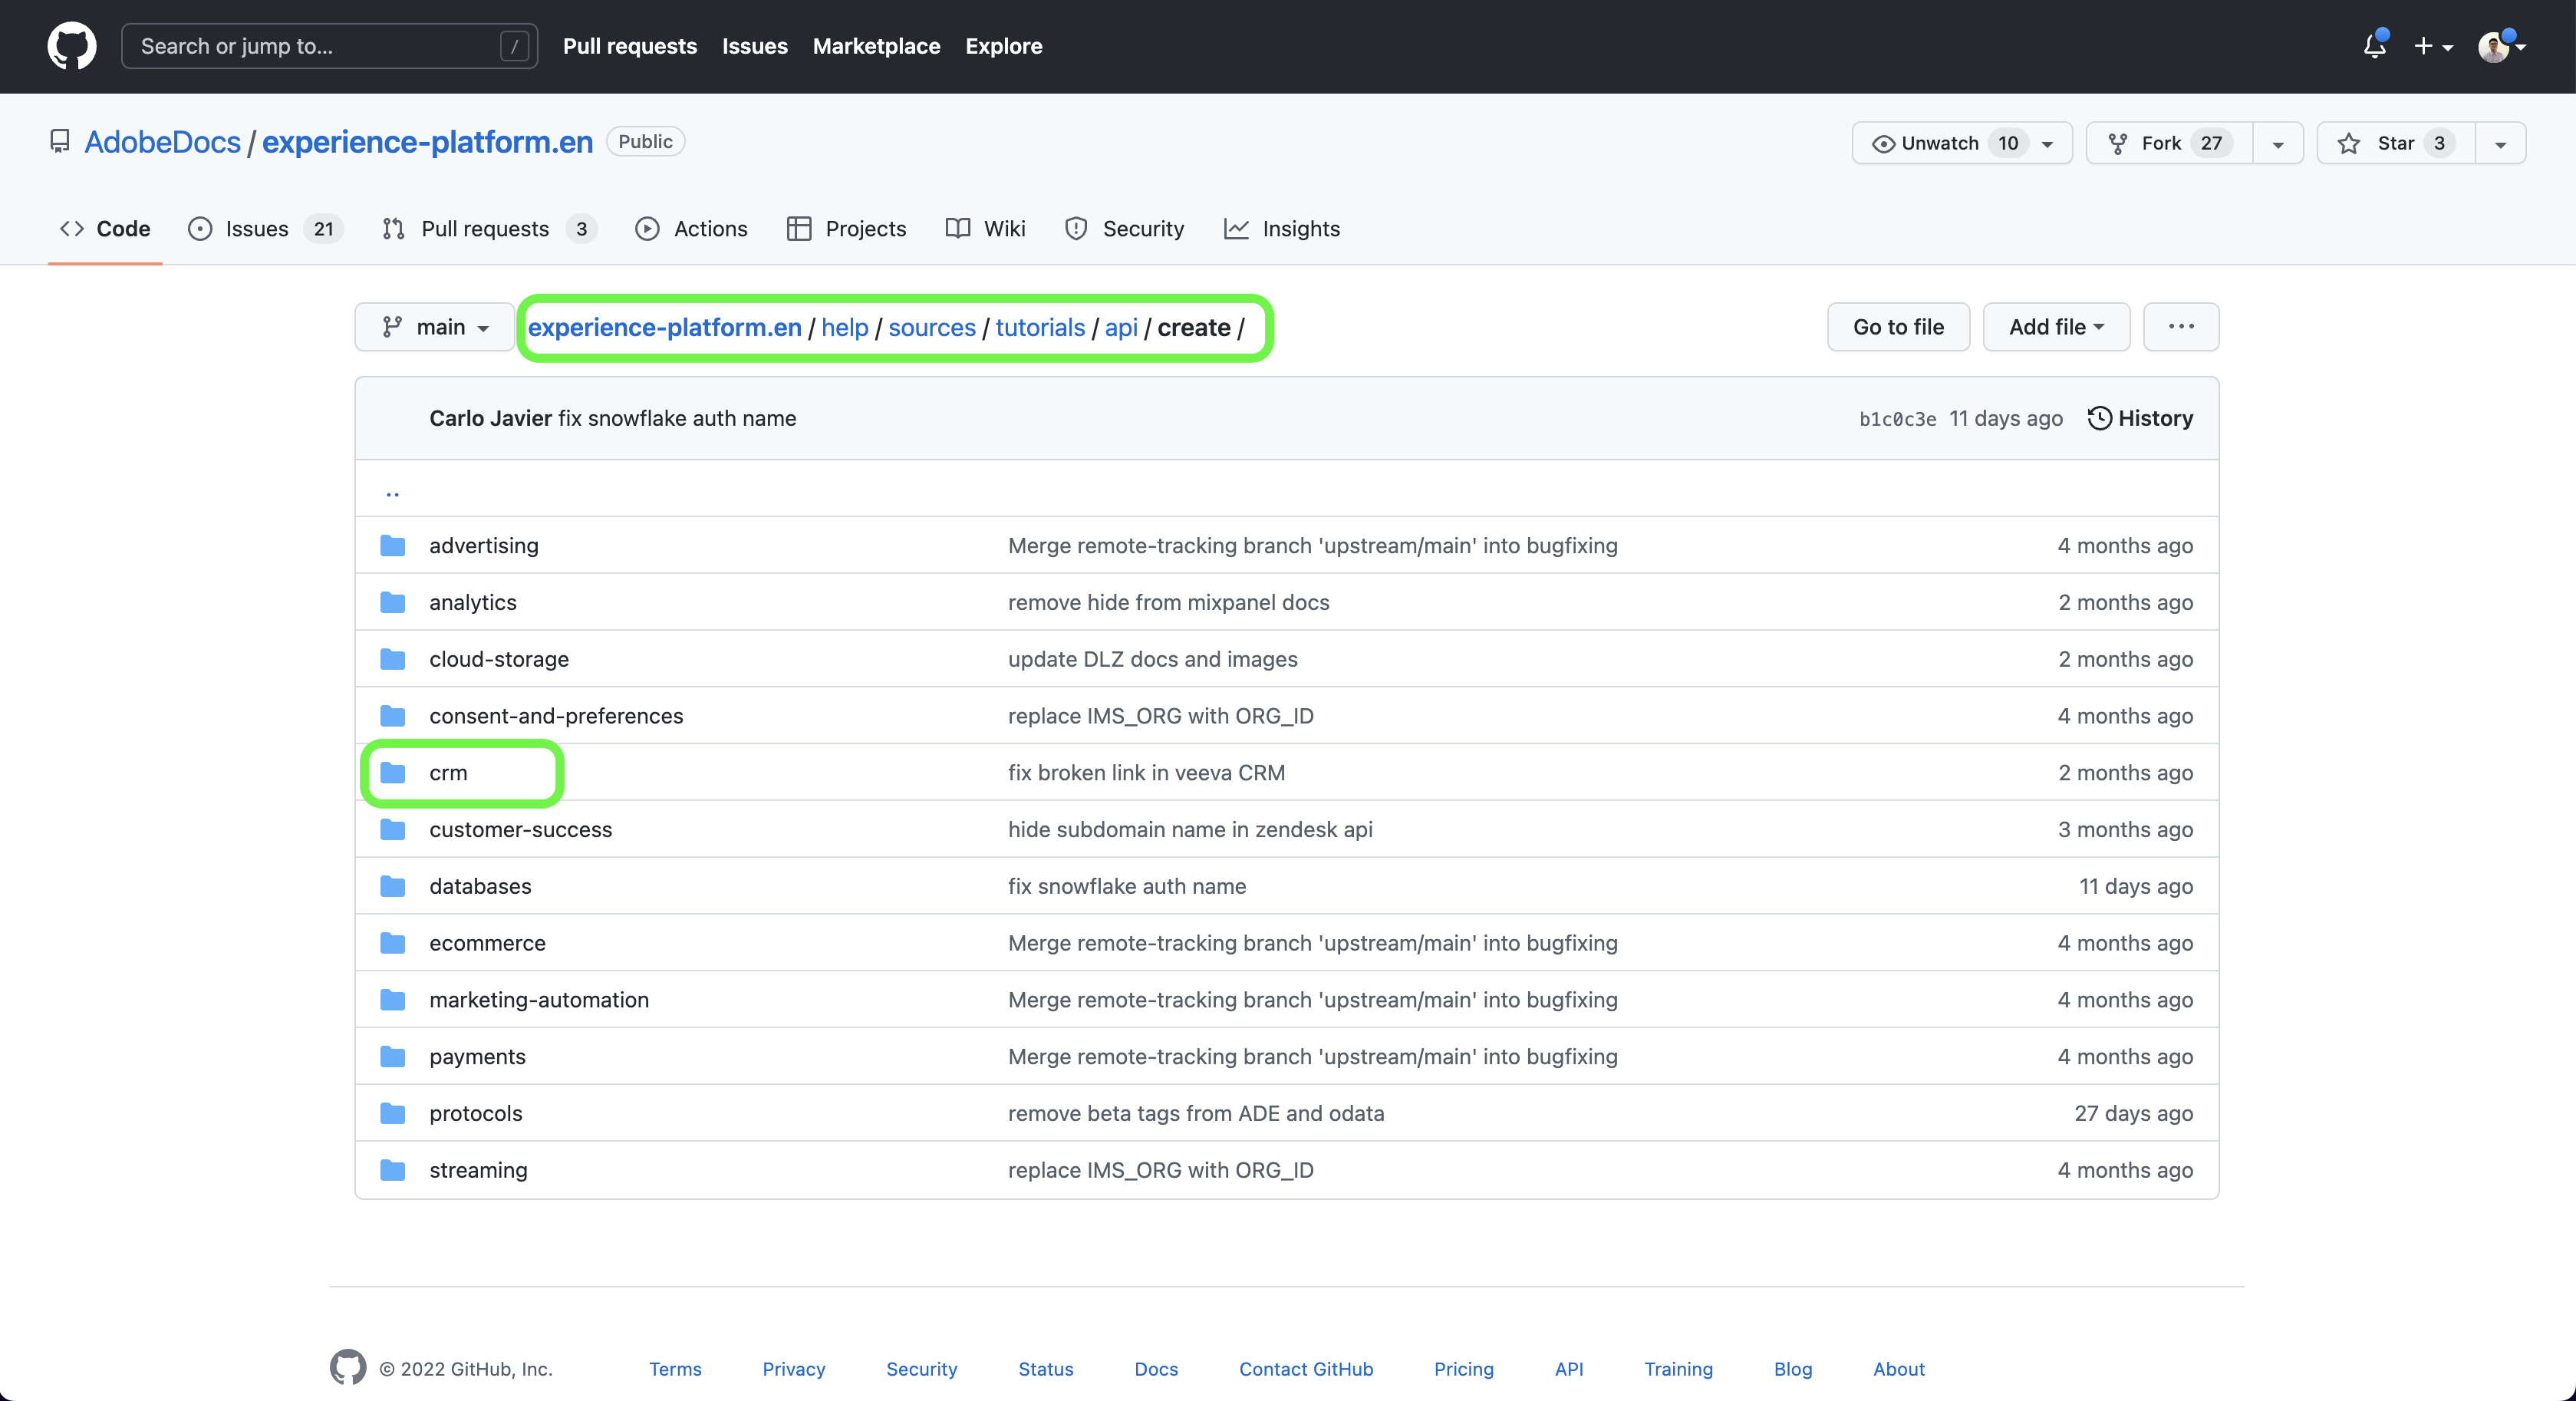 Search or jump to... / Pull requests Issues Marketplace Explore
AdobeDocs / experience-platform.en Public Unwatch 10 Fork 27 Star 3
Code Issues 21 Pull requests 3 Actions Projects Wiki Security Insights
main experience-platform.en / help / sources / tutorials / api / create / Go to file Add file ...
Carlo Javier fix snowflake auth name b1c0c3e 11 days ago History
..
advertising Merge remote-tracking branch 'upstream/main' into bugfixing 4 months ago
analytics remove hide from mixpanel docs 2 months ago
cloud-storage update DLZ docs and images 2 months ago
consent-and-preferences replace IMS_ORG with ORG_ID 4 months ago
crm fix broken link in veeva CRM 2 months ago
customer-success hide subdomain name in zendesk api 3 months ago
databases fix snowflake auth name 11 days ago
ecommerce Merge remote-tracking branch 'upstream/main' into bugfixing 4 months ago
marketing-automation Merge remote-tracking branch 'upstream/main' into bugfixing 4 months ago
payments Merge remote-tracking branch 'upstream/main' into bugfixing 4 months ago
protocols remove beta tags from ADE and odata 27 days ago
streaming replace IMS_ORG with ORG_ID 4 months ago
© 2022 GitHub, Inc. Terms Privacy Security Status Docs Contact GitHub Pricing API Training Blog About